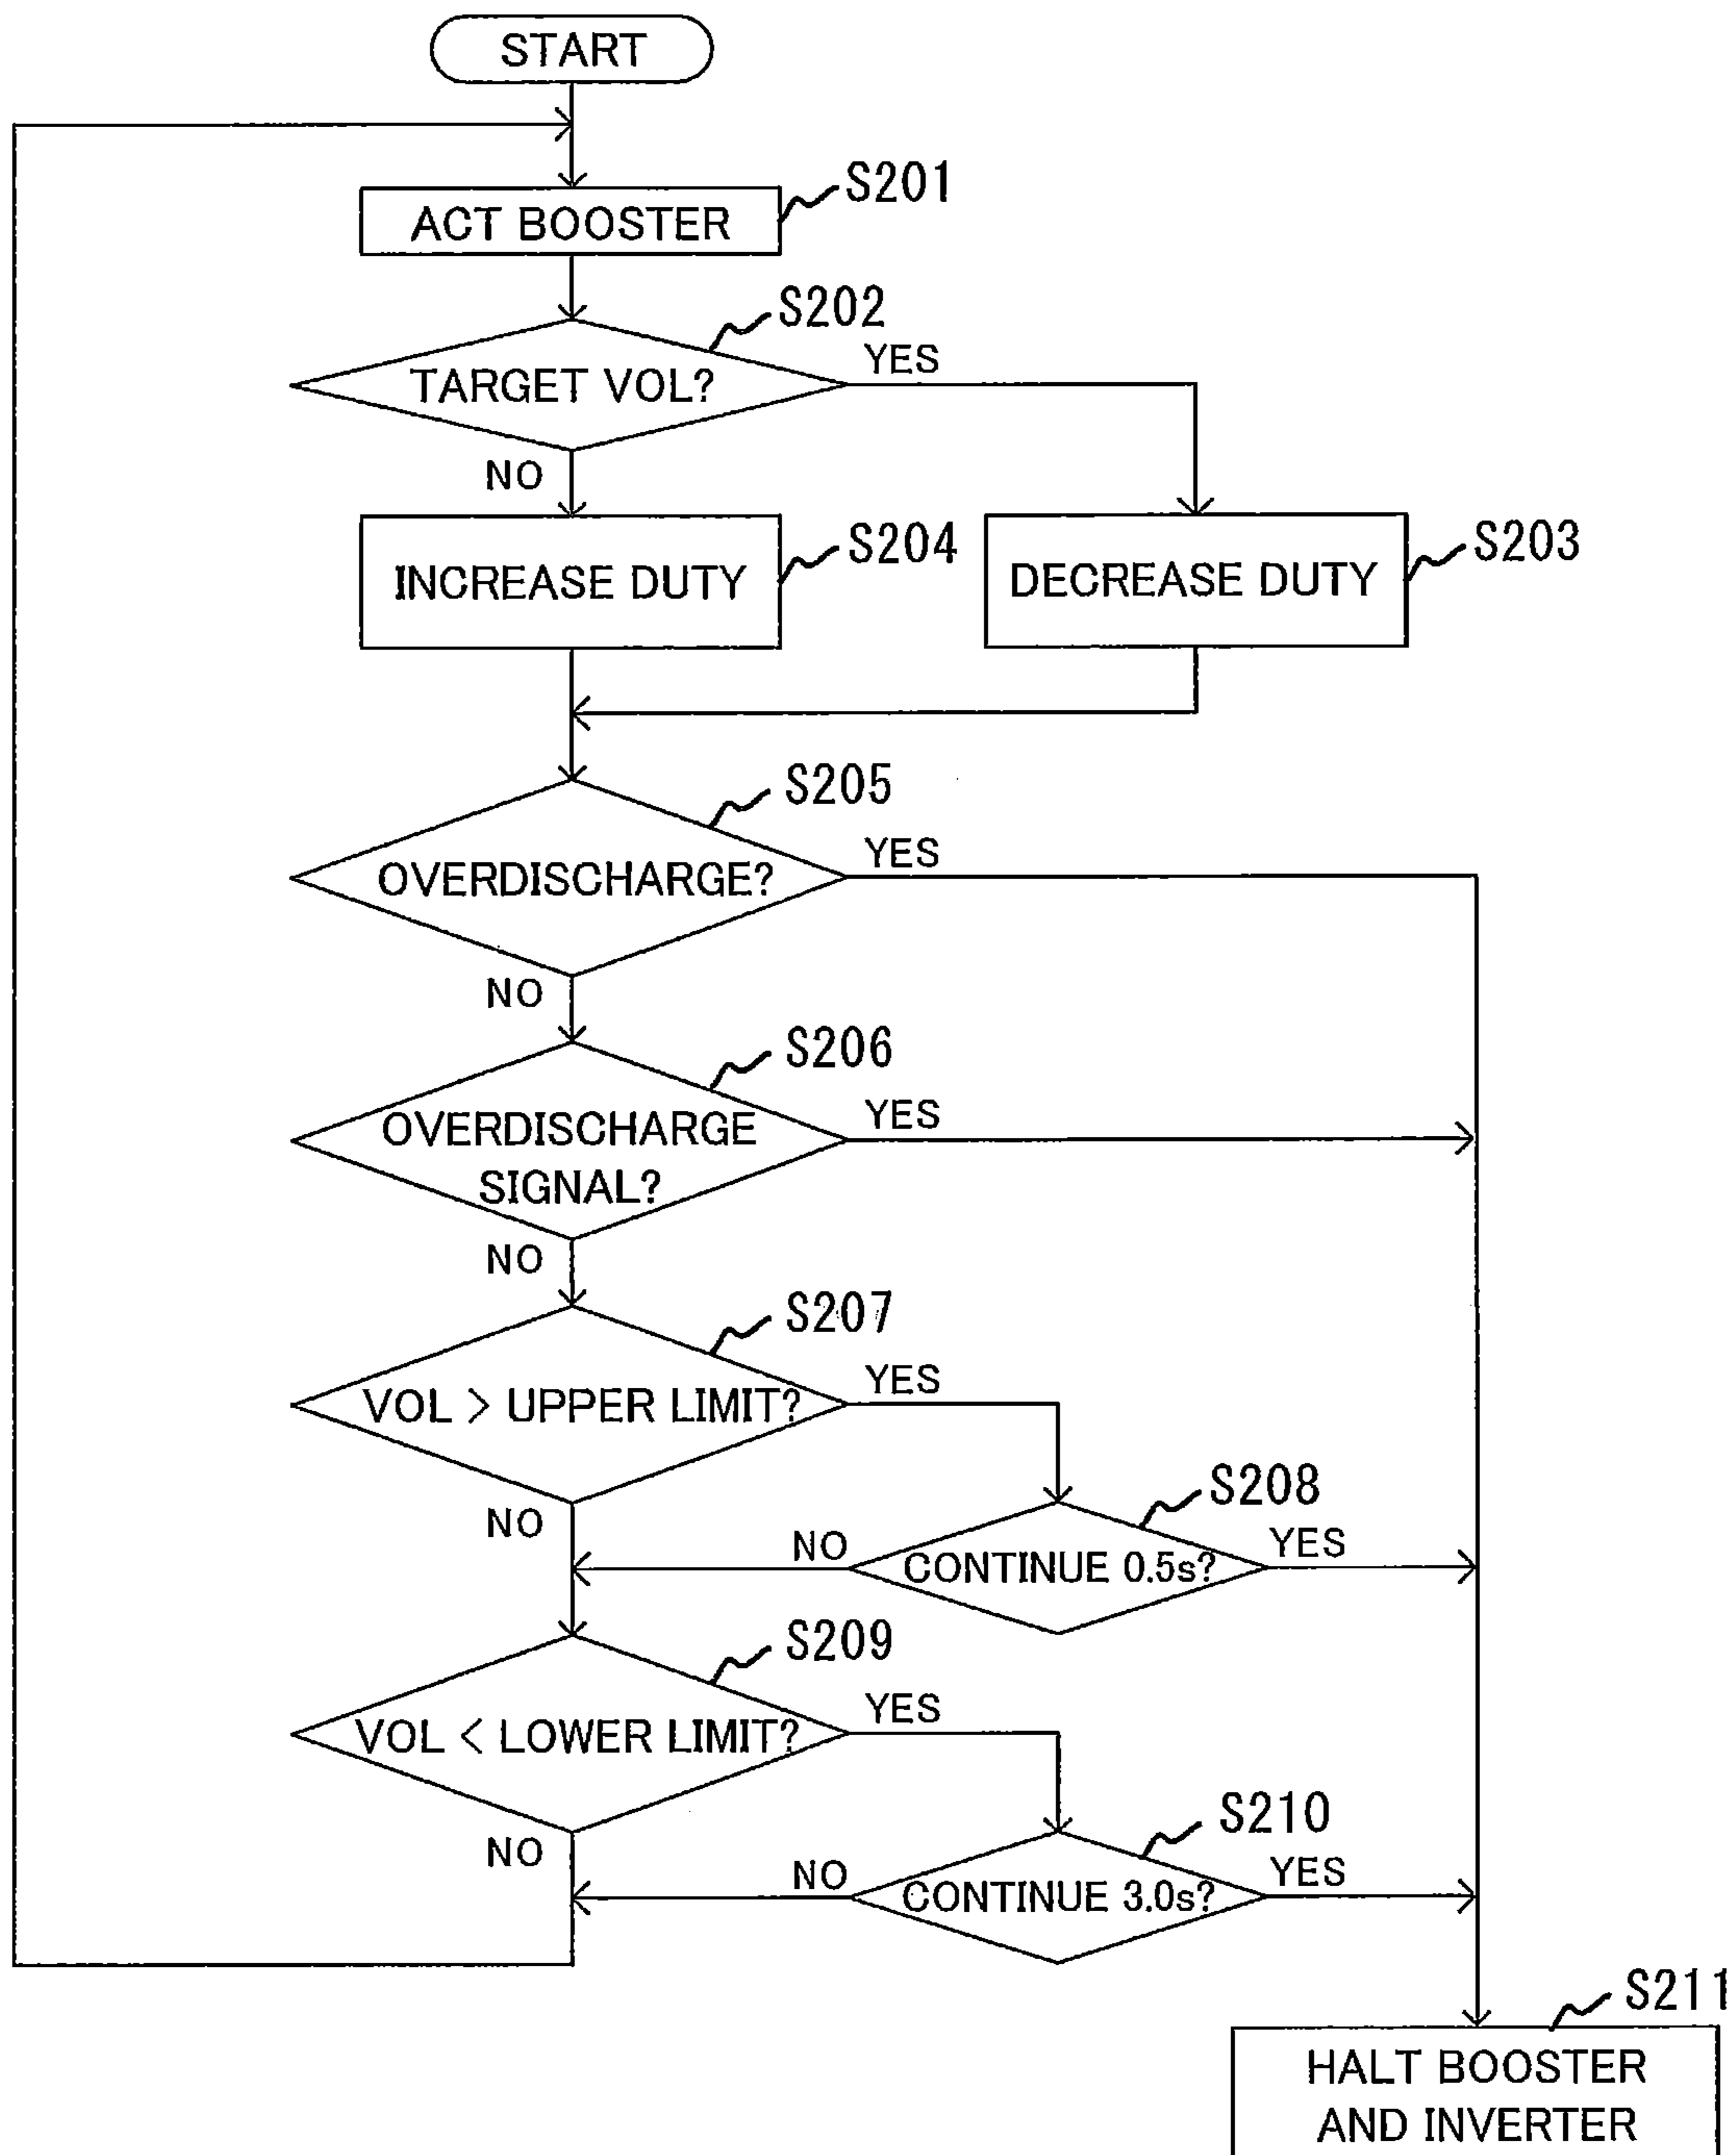 START
S201
ACT BOOSTER
S202
TARGET VOL?
YES
NO
S204
INCREASE DUTY
S203
DECREASE DUTY
S205
OVERDISCHARGE?
YES
NO
S206
OVERDISCHARGE
SIGNAL?
YES
NO
S207
VOL > UPPER LIMIT?
YES
NO
S208
CONTINUE 0.5s?
NO
YES
S209
VOL < LOWER LIMIT?
YES
NO
S210
CONTINUE 3.0s?
NO
YES
S211
HALT BOOSTER
AND INVERTER